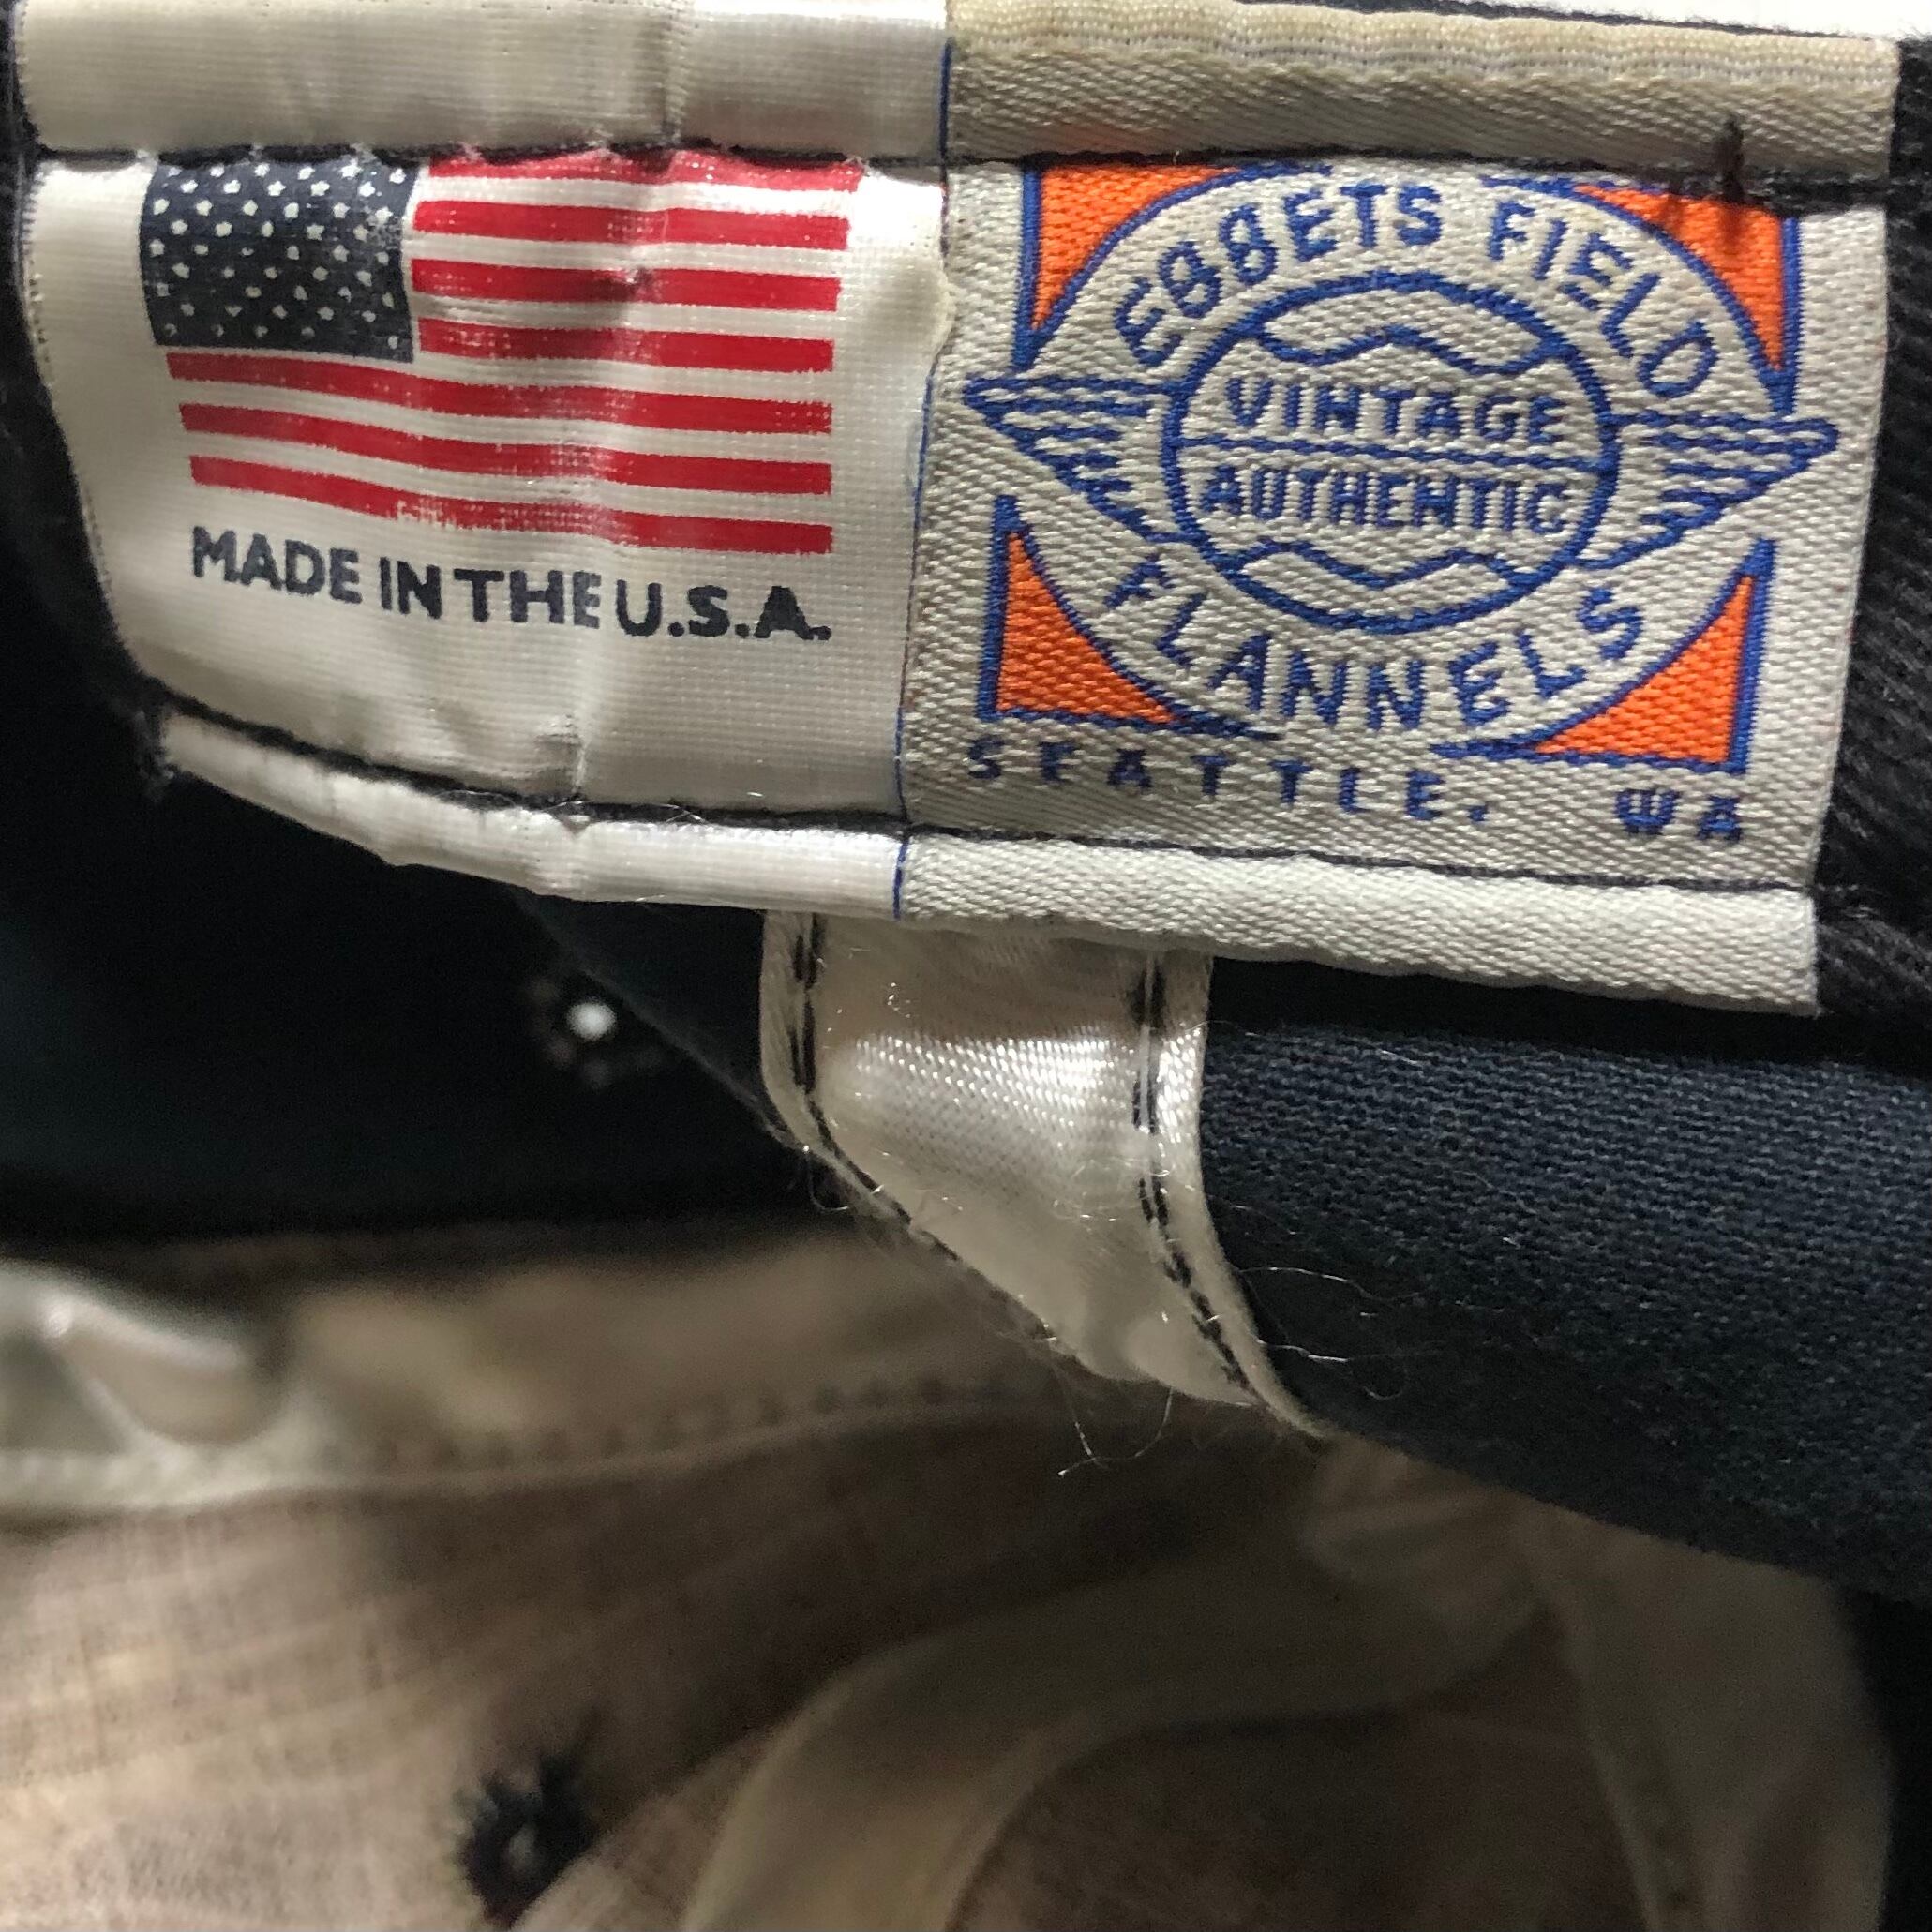 MADE IN THE U.S.A.
EBBETS FIELD
VINTAGE
AUTHENTIC
FLANNELS
SEATTLE, WA